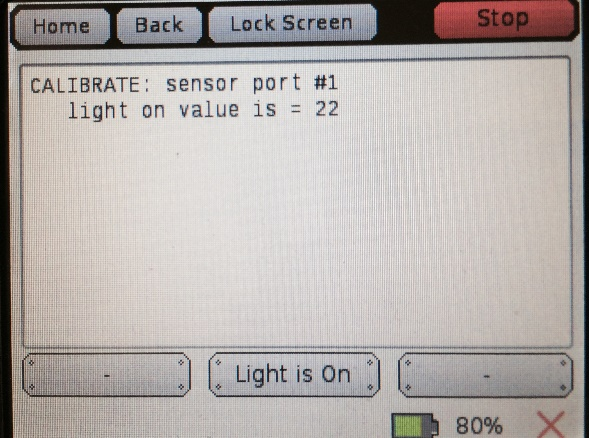 Home Back Lock Screen Stop
CALIBRATE: sensor port #1
light on value is = 22
- Light is On -
80%